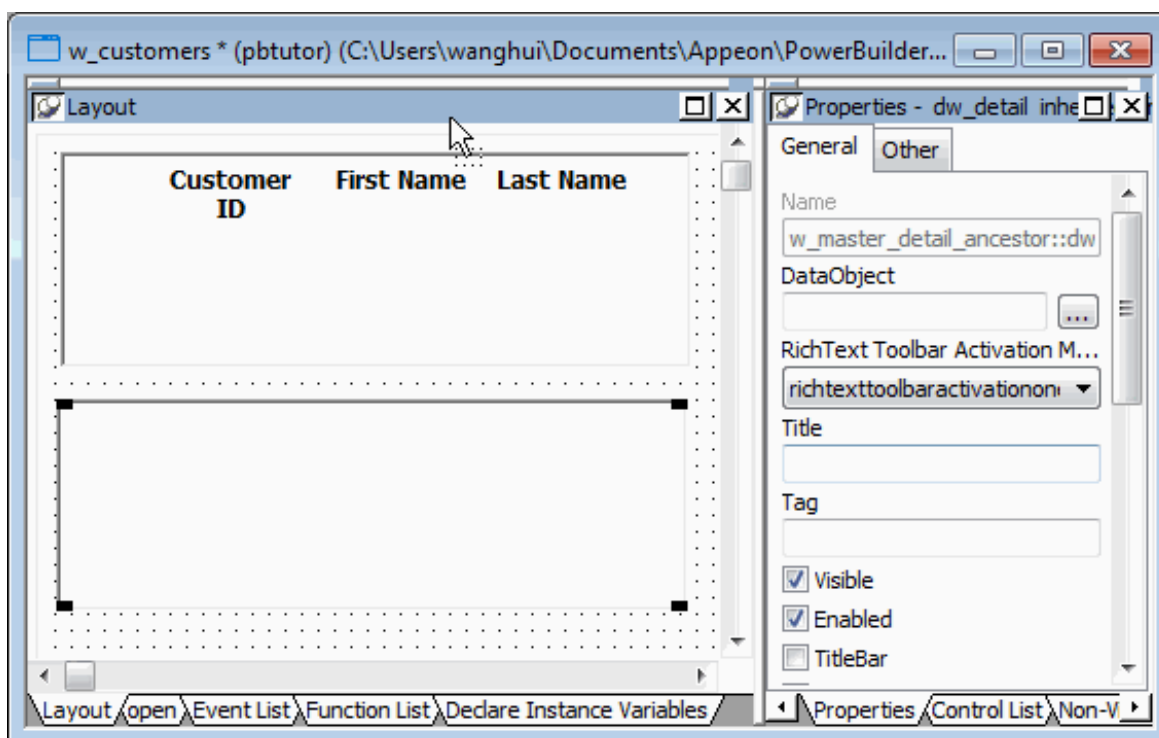 w_customers * (pbtutor) (C:\Users\wanghui\Documents\Appeon\PowerBuilder...
Layout
Customer ID
First Name
Last Name
Layout
open
Event List
Function List
Declare Instance Variables
Properties - dw_detail inhe
General
Other
Name
w_master_detail_ancestor::dw
DataObject
...
RichText Toolbar Activation M...
richtexttoolbaractivationon
Title
Tag
Visible
Enabled
TitleBar
Properties
Control List
Non-V